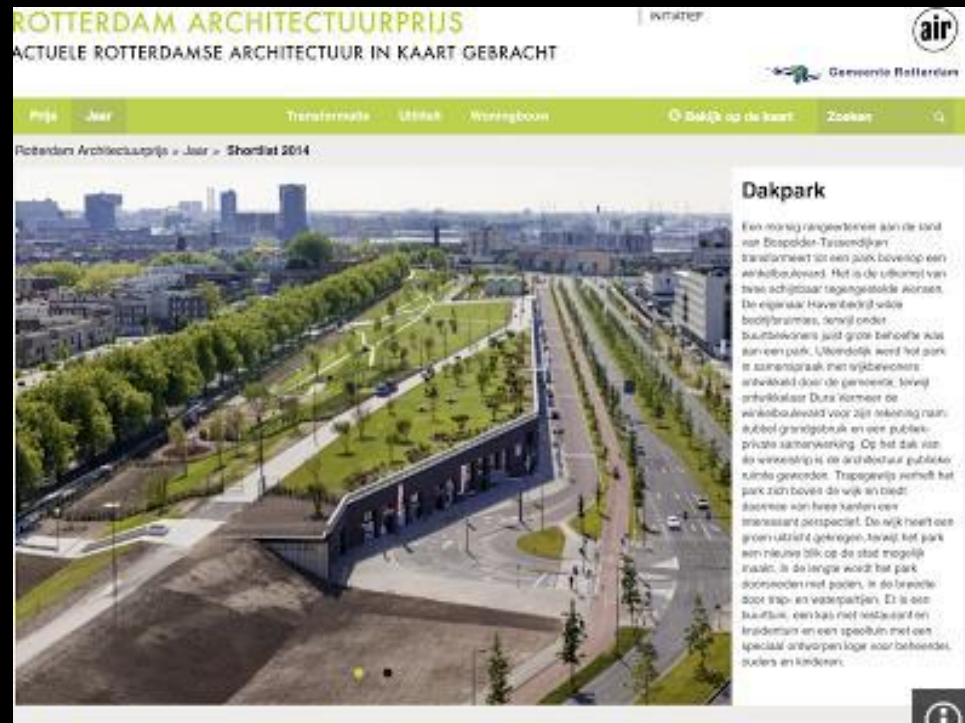 ROTTERDAM ARCHITECTUURPRIJS
INITIATIEF
air
ACTUELE ROTTERDAMSE ARCHITECTUUR IN KAART GEBRACHT
Gemeente Rotterdam
Prijs Jaar Transformatie Utiliteit Woningbouw Bekijk op de kaart Zoeken
Rotterdam Architectuurprijs » Jaar » Shortlist 2014
Dakpark
Een morsig rangeerterrein aan de rand
van Bospolder-Tussendijken
transformeert tot een park bovenop een
winkelboulevard. Het is de uitkomst van
twee schijnbaar tegengestelde wensen.
De eigenaar Havenbedrijf wilde
bedrijfsruimtes, terwijl onder
buurtbewoners juist grote behoefte was
aan een park. Uiteindelijk werd het park
in samenspraak met wijkbewoners
ontwikkeld door de gemeente, terwijl
ontwikkelaar Dura Vermeer de
winkelboulevard voor zijn rekening nam:
dubbel grondgebruik en een publiek-
private samenwerking. Op het dak van
de winkelstrip is de architectuur publieke
ruimte geworden. Trapsgewijs verheft het
park zich boven de wijk en biedt
daarmee van twee kanten een
interessant perspectief. De wijk heeft een
groen uitzicht gekregen, terwijl het park
een nieuwe blik op de stad mogelijk
maakt. In de lengte wordt het park
doorsneden met paden, in de breedte
door trap- en waterpartijen. Er is een
buurttuin, een kas met restaurant en
kruidentuin en een speeltuin met een
speciaal ontworpen loge voor beheerder,
ouders en kinderen.